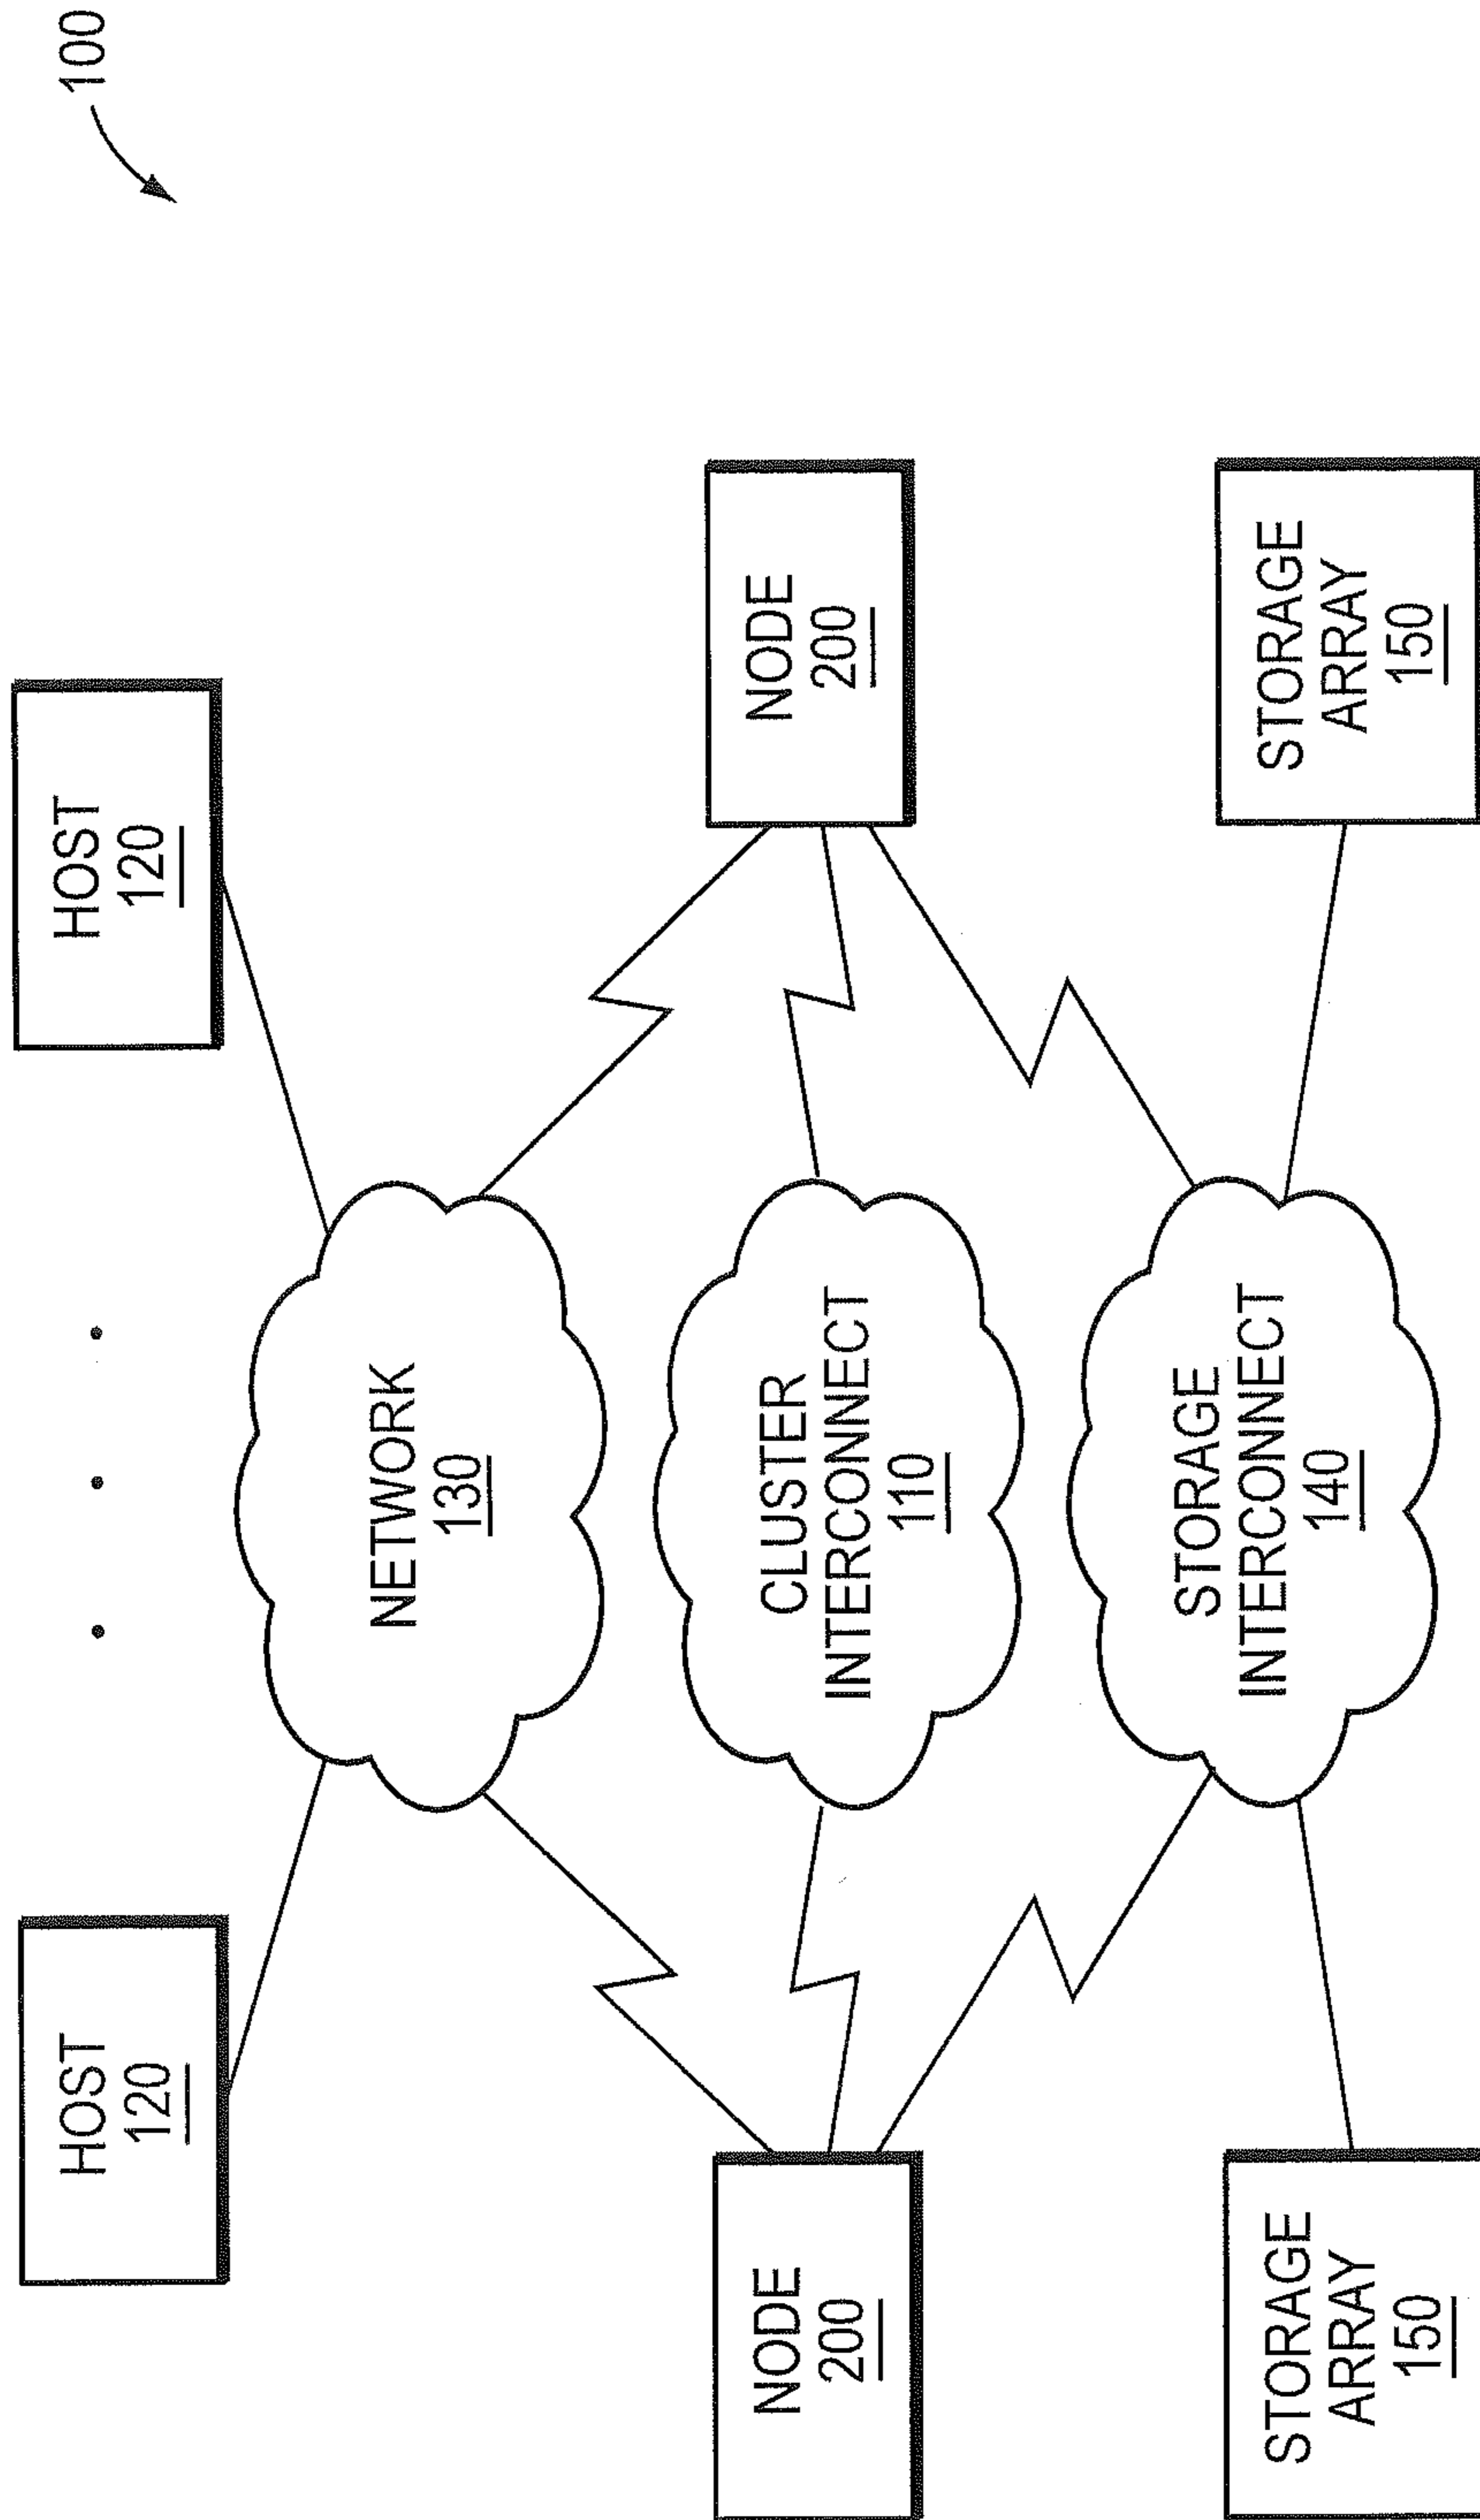 100
HOST
120
HOST
120
NETWORK
130
NODE
200
CLUSTER
INTERCONNECT
110
NODE
200
STORAGE
INTERCONNECT
140
STORAGE
ARRAY
150
STORAGE
ARRAY
150